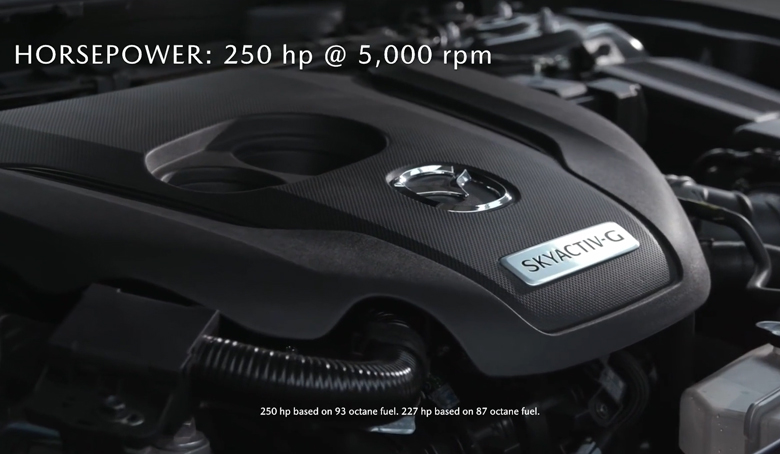 HORSEPOWER: 250 hp @ 5,000 rpm
SKYACTIV-G
250 hp based on 93 octane fuel. 227 hp based on 87 octane fuel.